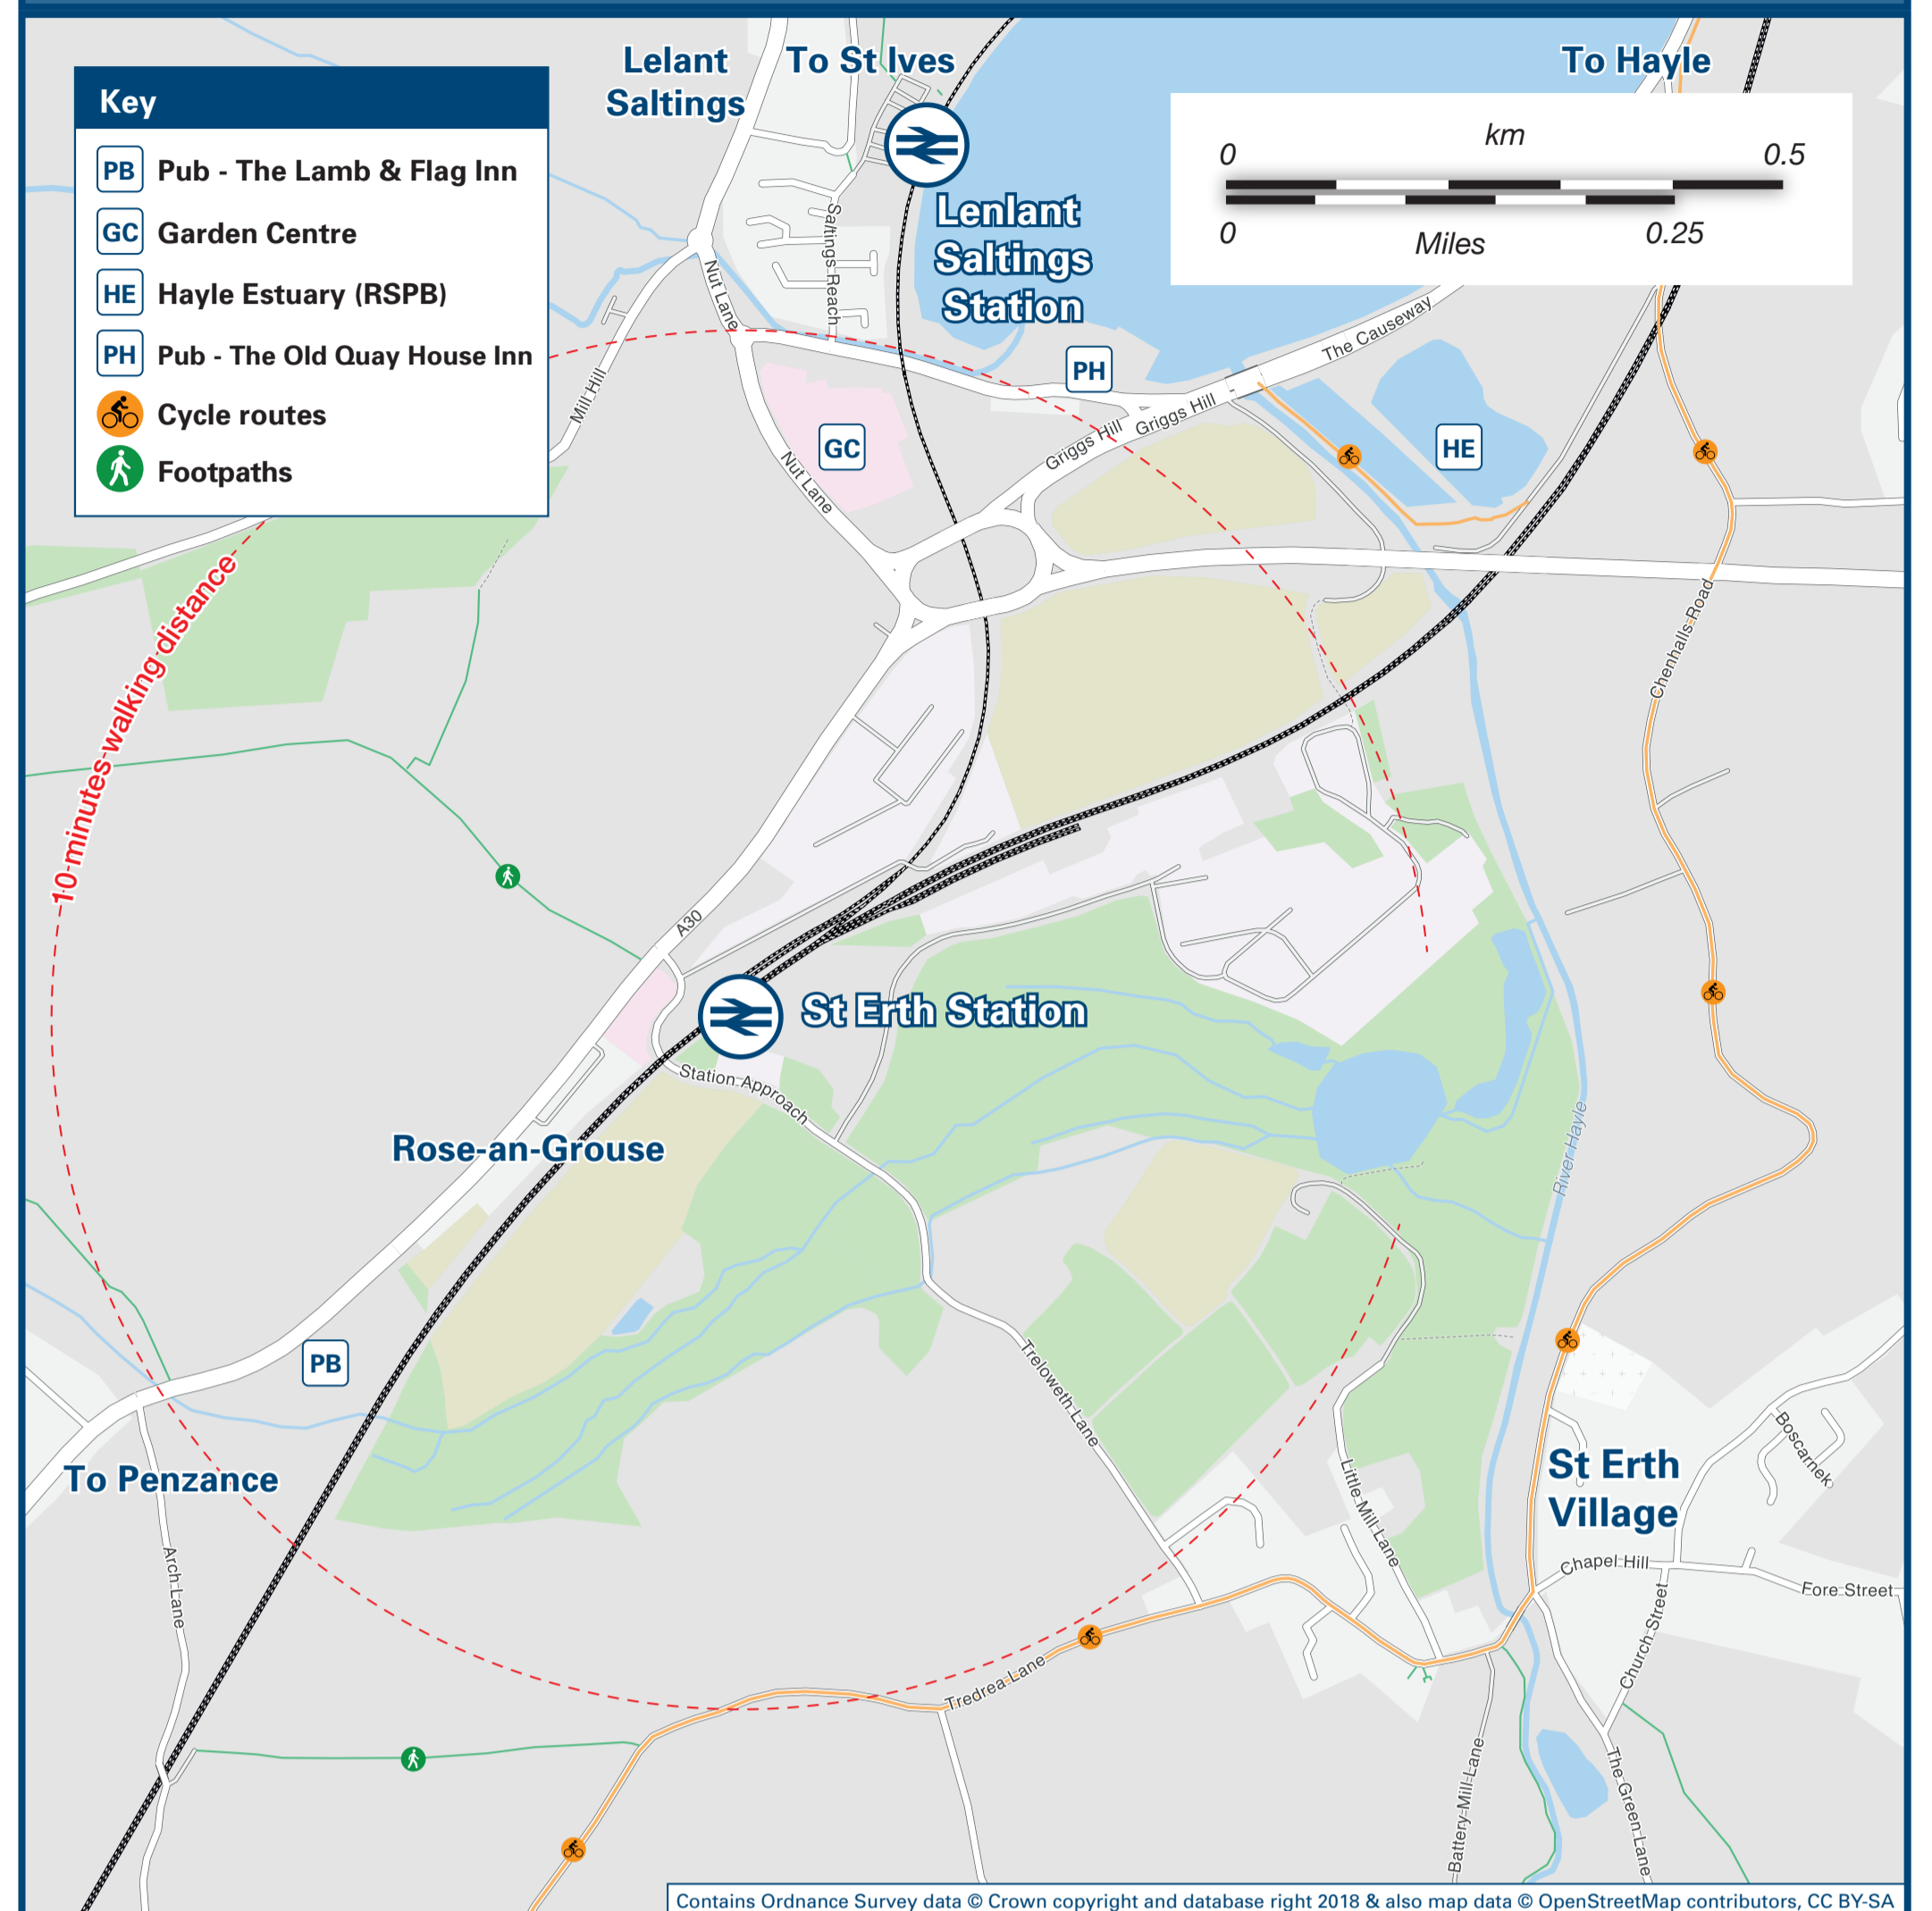 Lelant
Saltings
To St Ives
To Hayle
Key
PB Pub - The Lamb & Flag Inn
GC Garden Centre
HE Hayle Estuary (RSPB)
PH Pub - The Old Quay House Inn
Cycle routes
Footpaths
km
0 0.5
0 Miles 0.25
Lenlant
Saltings
Station
Saltings Reach
Nut Lane
Mill Hill
PH
The Causeway
Griggs Hill
Griggs Hill
GC
HE
Nut Lane
10 minutes walking distance
Chenhalls Road
A30
St Erth Station
Station Approach
Rose-an-Grouse
River Hayle
PB
Treloweth Lane
To Penzance
Little Mill Lane
St Erth
Village
Boscarnek
Arch Lane
Chapel Hill
Fore Street
Church Street
Tredrea Lane
Battery Mill Lane
The Green Lane
Contains Ordnance Survey data © Crown copyright and database right 2018 & also map data © OpenStreetMap contributors, CC BY-SA